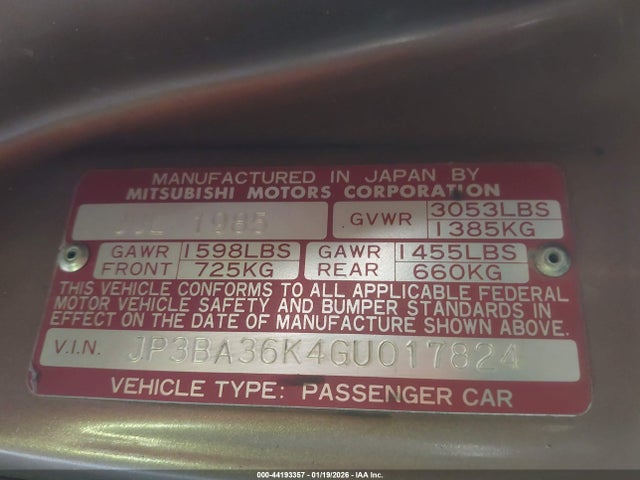 MANUFACTURED IN JAPAN BY
MITSUBISHI MOTORS CORPORATION
JUL 1985
GVWR 3053LBS
1385KG
GAWR FRONT 1598LBS
725KG
GAWR REAR 1455LBS
660KG
THIS VEHICLE CONFORMS TO ALL APPLICABLE FEDERAL
MOTOR VEHICLE SAFETY AND BUMPER STANDARDS IN
EFFECT ON THE DATE OF MANUFACTURE SHOWN ABOVE.
V.I.N. JP3BA36K4GU017824
VEHICLE TYPE: PASSENGER CAR
000-44193357 - 01/19/2026 - IAA Inc.